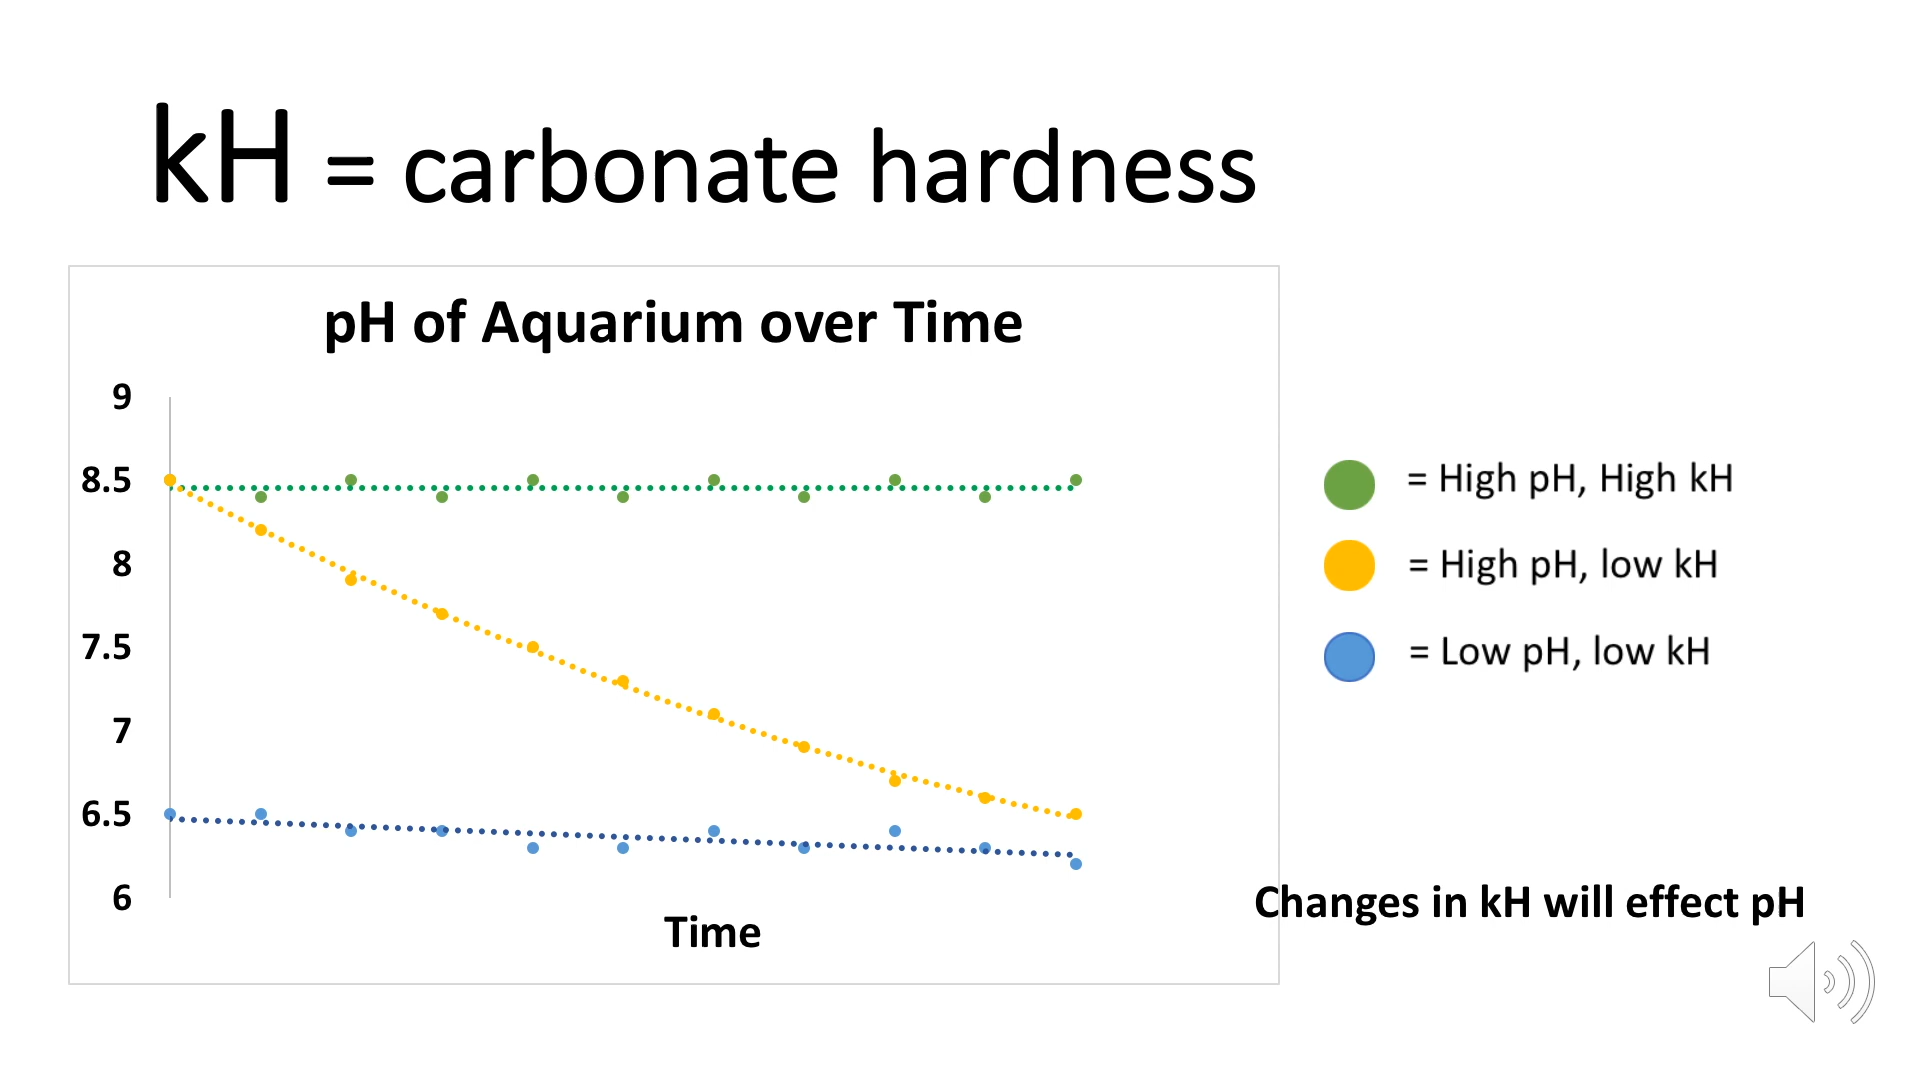 kH = carbonate hardness
pH of Aquarium over Time
9
8.5
8
7.5
7
6.5
6
Time
= High pH, High kH
= High pH, low kH
= Low pH, low kH
Changes in kH will effect pH